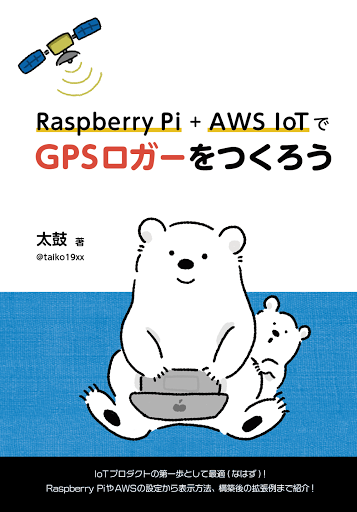 Raspberry Pi + AWS IoTで
GPSロガーをつくろう
太鼓 著
@taiko19xx
IoTプロダクトの第一歩として最適(なはず)!
Raspberry PiやAWSの設定から表示方法、構築後の拡張例まで紹介!